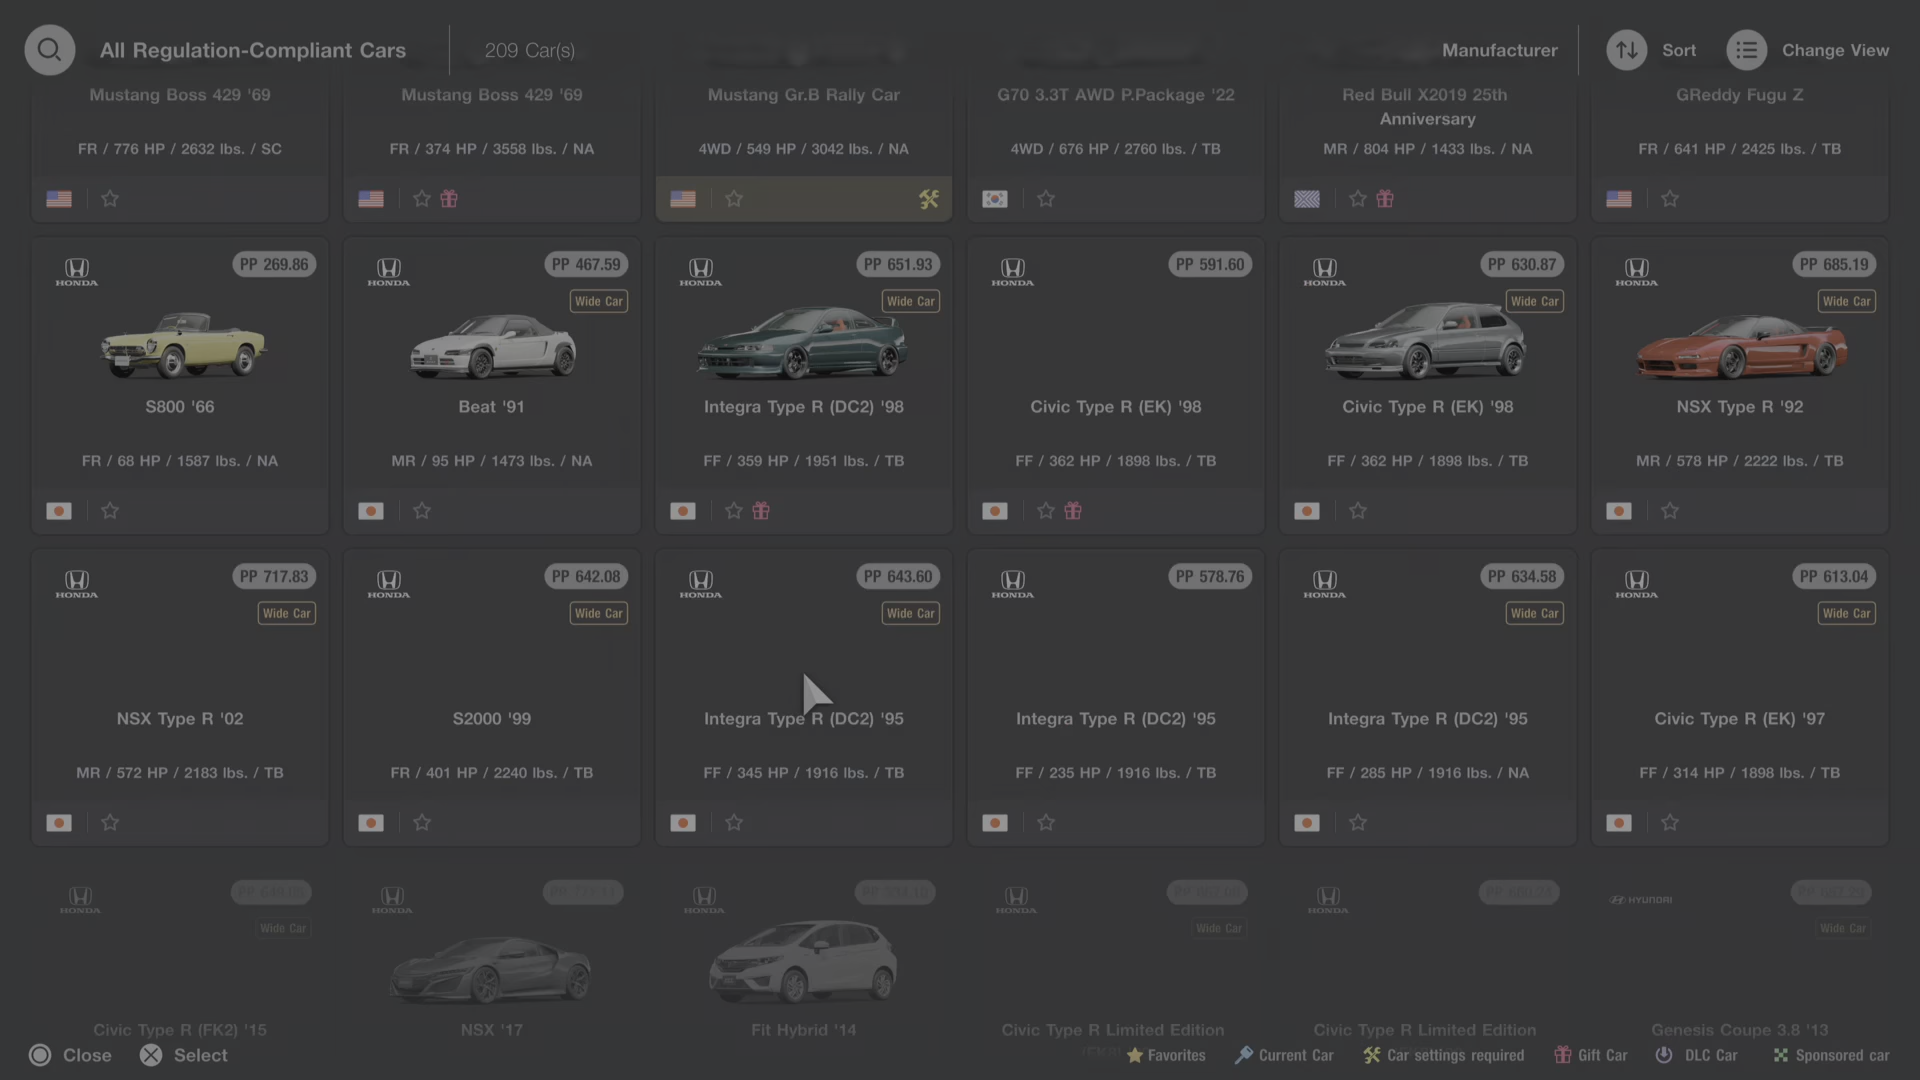 All Regulation-Compliant Cars
209 Car(s)
Manufacturer
Sort
Change View
Mustang Boss 429 '69
FR / 776 HP / 2632 lbs. / SC
Mustang Boss 429 '69
FR / 374 HP / 3558 lbs. / NA
Mustang Gr.B Rally Car
4WD / 549 HP / 3042 lbs. / NA
G70 3.3T AWD P.Package '22
4WD / 676 HP / 2760 lbs. / TB
Red Bull X2019 25th
Anniversary
MR / 804 HP / 1433 lbs. / NA
GReddy Fugu Z
FR / 641 HP / 2425 lbs. / TB
HONDA
PP 269.86
S800 '66
FR / 68 HP / 1587 lbs. / NA
HONDA
PP 467.59
Wide Car
Beat '91
MR / 95 HP / 1473 lbs. / NA
HONDA
PP 651.93
Wide Car
Integra Type R (DC2) '98
FF / 359 HP / 1951 lbs. / TB
HONDA
PP 591.60
Civic Type R (EK) '98
FF / 362 HP / 1898 lbs. / TB
HONDA
PP 630.87
Wide Car
Civic Type R (EK) '98
FF / 362 HP / 1898 lbs. / TB
HONDA
PP 685.19
Wide Car
NSX Type R '92
MR / 578 HP / 2222 lbs. / TB
HONDA
PP 717.83
Wide Car
NSX Type R '02
MR / 572 HP / 2183 lbs. / TB
HONDA
PP 642.08
Wide Car
S2000 '99
FR / 401 HP / 2240 lbs. / TB
HONDA
PP 643.60
Wide Car
Integra Type R (DC2) '95
FF / 345 HP / 1916 lbs. / TB
HONDA
PP 578.76
Integra Type R (DC2) '95
FF / 235 HP / 1916 lbs. / TB
HONDA
PP 634.58
Wide Car
Integra Type R (DC2) '95
FF / 285 HP / 1916 lbs. / NA
HONDA
PP 613.04
Wide Car
Civic Type R (EK) '97
FF / 314 HP / 1898 lbs. / TB
HONDA
PP
Wide Car
Civic Type R (FK2) '15
HONDA
PP
NSX '17
HONDA
PP
Fit Hybrid '14
HONDA
PP
Wide Car
Civic Type R Limited Edition
HONDA
PP
Civic Type R Limited Edition
HYUNDAI
PP
Wide Car
Genesis Coupe 3.8 '13
Close
Select
Favorites
Current Car
Car settings required
Gift Car
DLC Car
Sponsored car